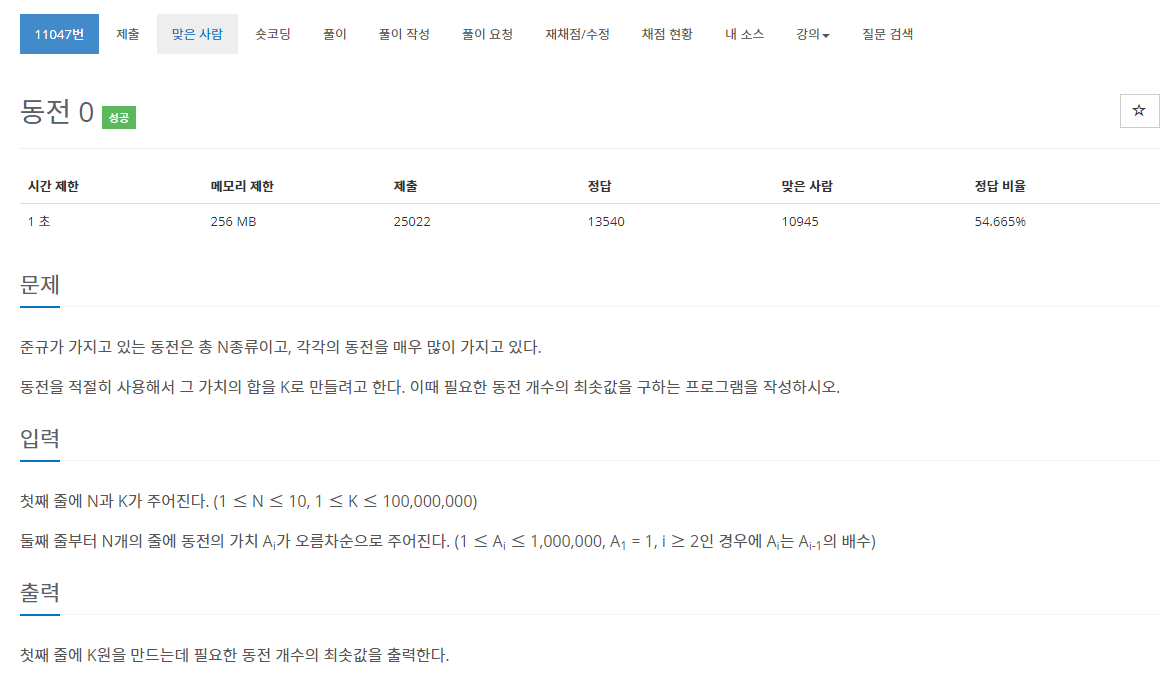 11047번 제출 맞은 사람 숏코딩 풀이 풀이 작성 풀이 요청 재채점/수정 채점 현황 내 소스 강의 질문 검색
동전 0 성공
시간 제한 메모리 제한 제출 정답 맞은 사람 정답 비율
1 초 256 MB 25022 13540 10945 54.665%
문제
준규가 가지고 있는 동전은 총 N종류이고, 각각의 동전을 매우 많이 가지고 있다.
동전을 적절히 사용해서 그 가치의 합을 K로 만들려고 한다. 이때 필요한 동전 개수의 최솟값을 구하는 프로그램을 작성하시오.
입력
첫째 줄에 N과 K가 주어진다. (1 ≤ N ≤ 10, 1 ≤ K ≤ 100,000,000)
둘째 줄부터 N개의 줄에 동전의 가치 Ai가 오름차순으로 주어진다. (1 ≤ Ai ≤ 1,000,000, A1 = 1, i ≥ 2인 경우에 Ai는 Ai-1의 배수)
출력
첫째 줄에 K원을 만드는데 필요한 동전 개수의 최솟값을 출력한다.